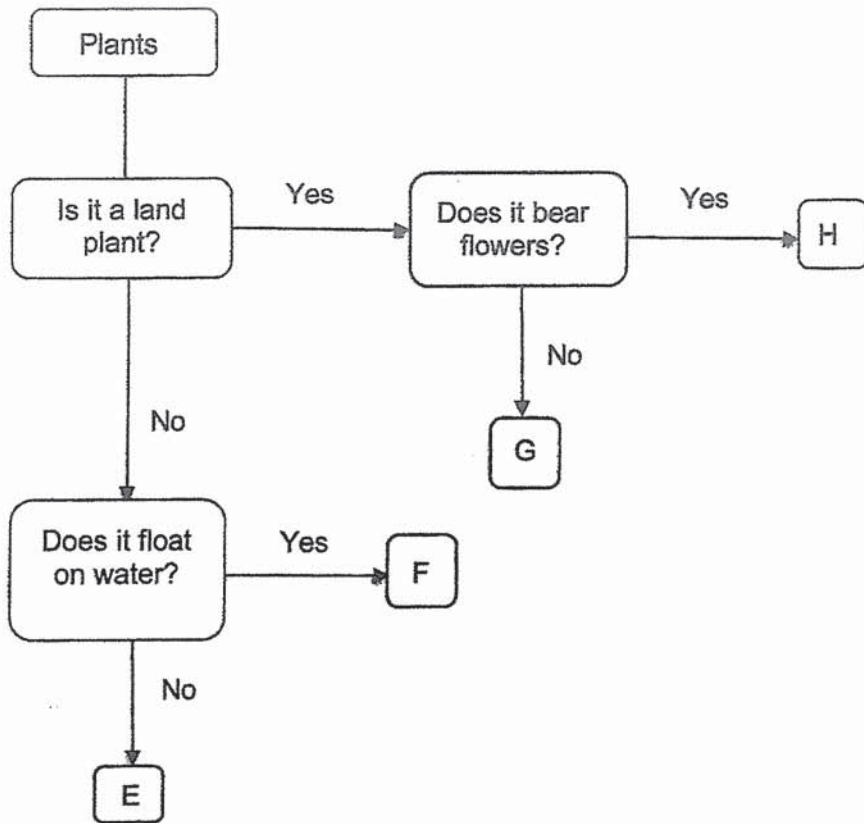 Plants
Is it a land
plant?
Yes
Does it bear
flowers?
Yes
H
No
G
No
Does it float
on water?
Yes
F
No
E